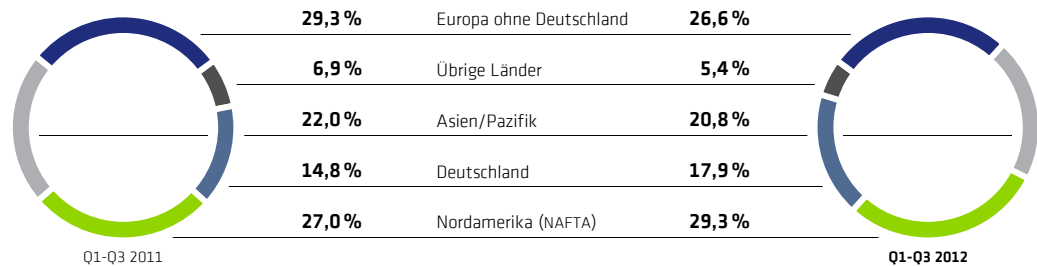 29,3 % Europa ohne Deutschland 26,6 %
6,9 % Übrige Länder 5,4 %
22,0 % Asien/Pazifik 20,8 %
14,8 % Deutschland 17,9 %
27,0 % Nordamerika (NAFTA) 29,3 %
Q1-Q3 2011 Q1-Q3 2012